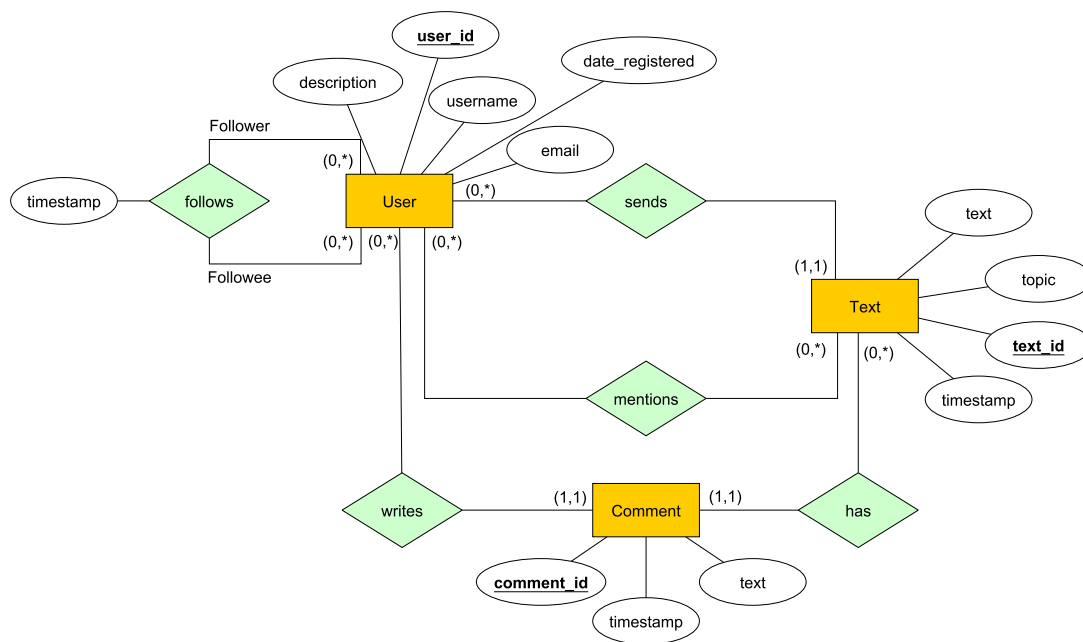 user_id
date_registered
description
username
Follower
email
(0,*)
(0,*)
timestamp
follows
User
sends
text
(0,*)
(0,*)
(0,*)
Followee
(1,1)
topic
Text
text_id
(0,*)
(0,*)
mentions
timestamp
(1,1)
(1,1)
writes
Comment
has
comment_id
text
timestamp